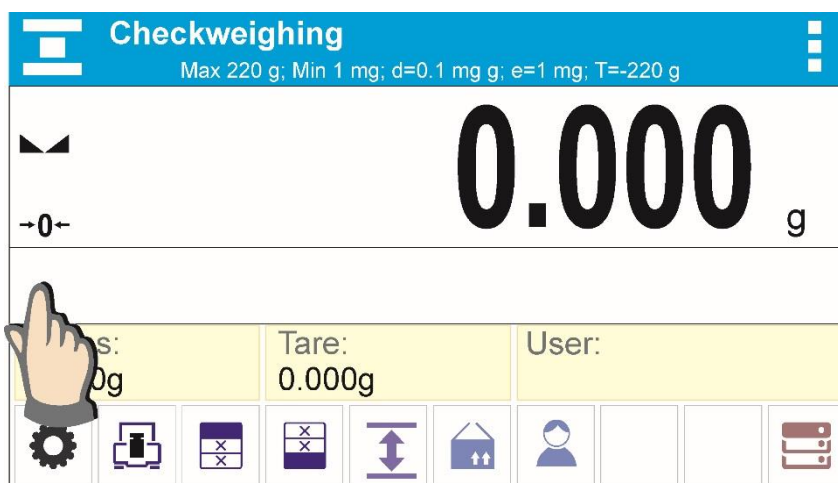 Checkweighing
Max 220 g; Min 1 mg; d=0.1 mg g; e=1 mg; T=-220 g
0.000 g
→0←
Tare:
User:
0.000g